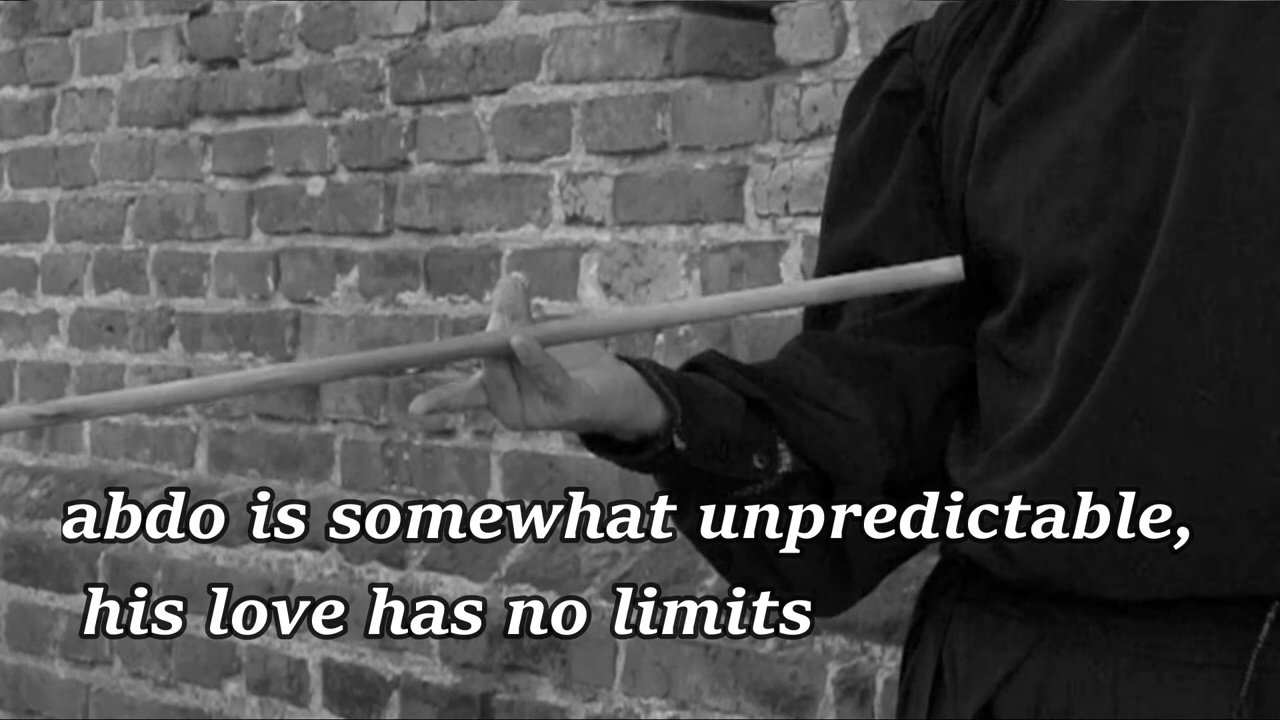 abdo is somewhat unpredictable,
his love has no limits